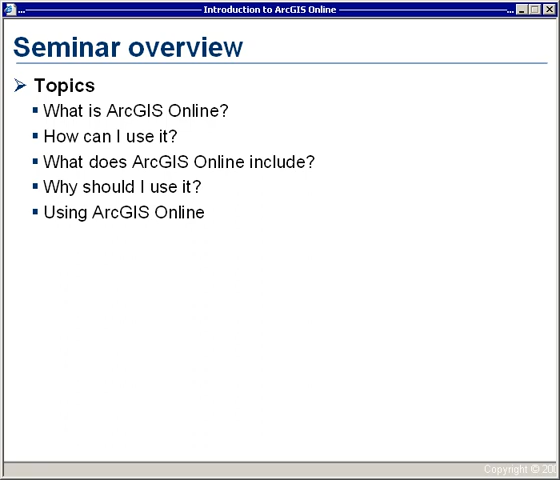 Introduction to ArcGIS Online
Seminar overview
Topics
What is ArcGIS Online?
How can I use it?
What does ArcGIS Online include?
Why should I use it?
Using ArcGIS Online
Copyright ©